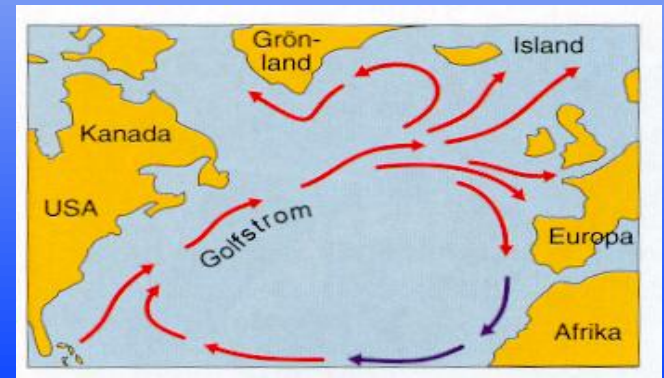 Grön-
land
Island
Kanada
USA
Golfstrom
Europa
Afrika